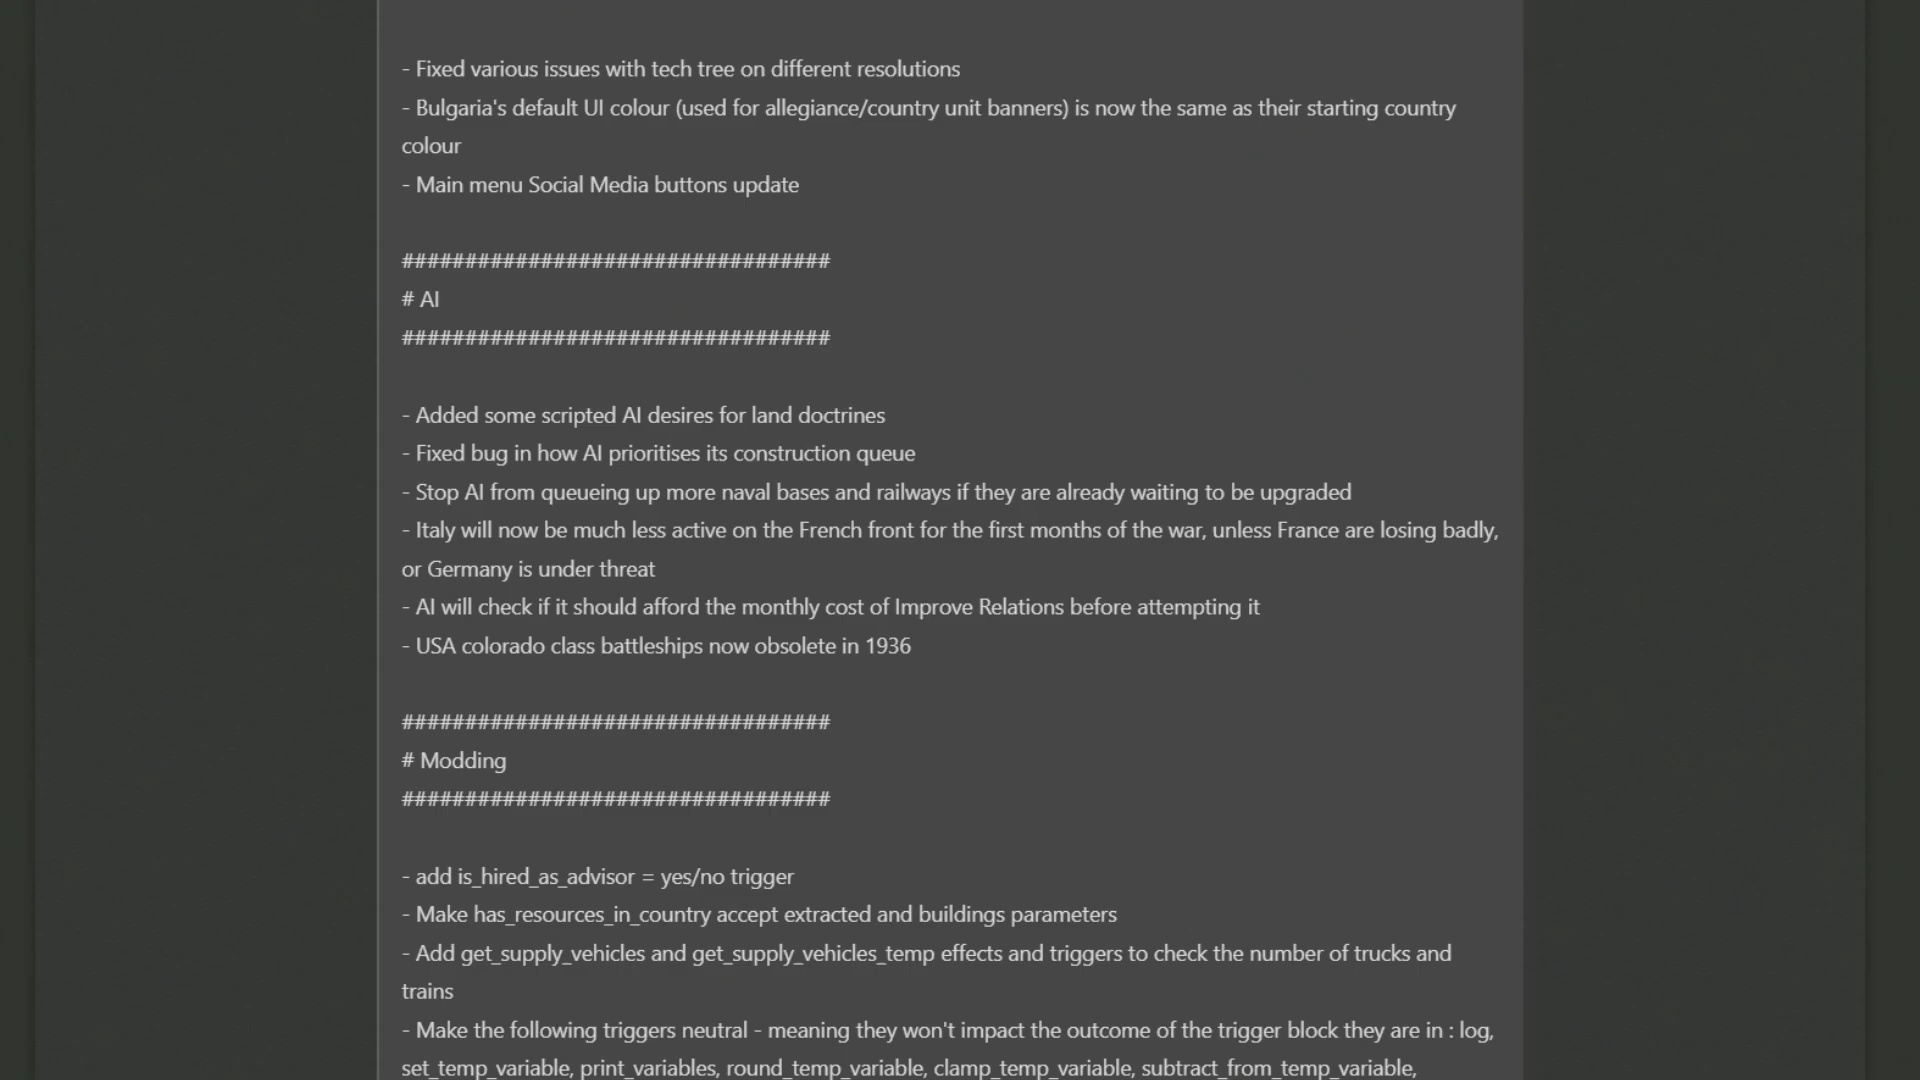 - Fixed various issues with tech tree on different resolutions
- Bulgaria's default UI colour (used for allegiance/country unit banners) is now the same as their starting country
colour
- Main menu Social Media buttons update
##################################
# AI
##################################
- Added some scripted AI desires for land doctrines
- Fixed bug in how AI prioritises its construction queue
- Stop AI from queueing up more naval bases and railways if they are already waiting to be upgraded
- Italy will now be much less active on the French front for the first months of the war, unless France are losing badly,
or Germany is under threat
- AI will check if it should afford the monthly cost of Improve Relations before attempting it
- USA colorado class battleships now obsolete in 1936
##################################
# Modding
##################################
- add is_hired_as_advisor = yes/no trigger
- Make has_resources_in_country accept extracted and buildings parameters
- Add get_supply_vehicles and get_supply_vehicles_temp effects and triggers to check the number of trucks and
trains
- Make the following triggers neutral - meaning they won't impact the outcome of the trigger block they are in : log,
set_temp_variable, print_variables, round_temp_variable, clamp_temp_variable, subtract_from_temp_variable,